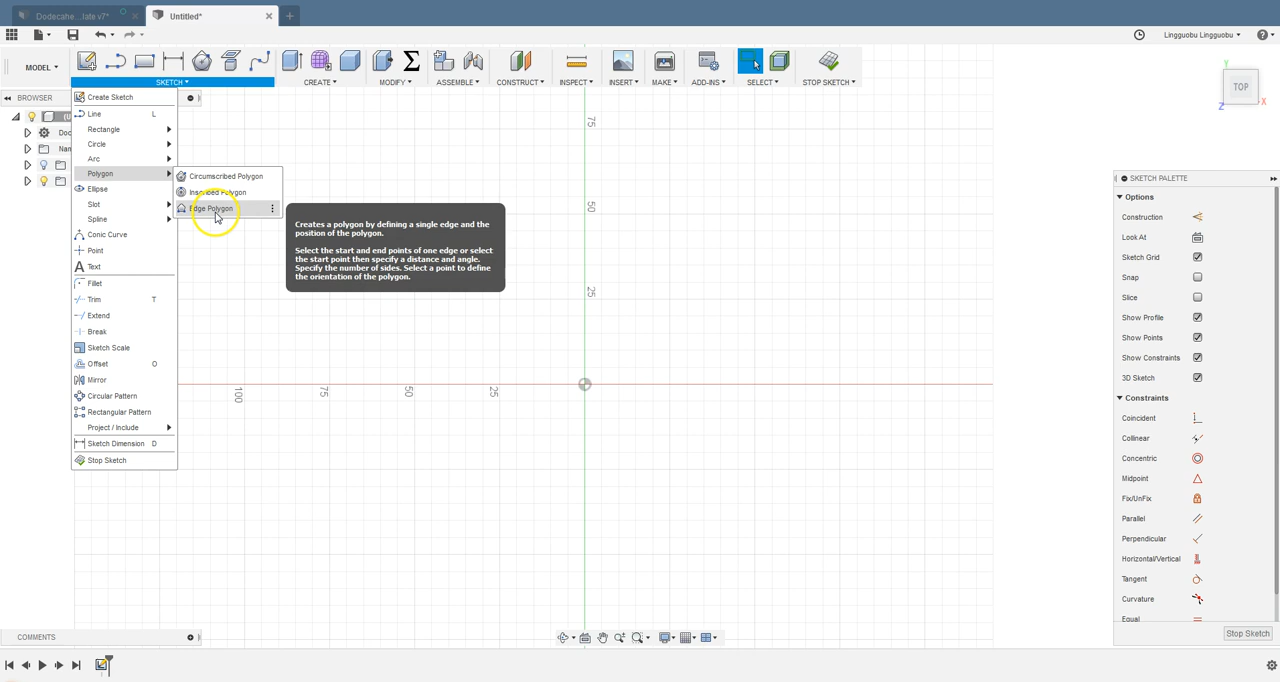 Dodecahe...late v7*
Untitled*
Lingguobu Lingguobu
MODEL
SKETCH
CREATE
MODIFY
ASSEMBLE
CONSTRUCT
INSPECT
INSERT
MAKE
ADD-INS
SELECT
STOP SKETCH
BROWSER
Create Sketch
Line L
Rectangle
Circle
Arc
Polygon
Ellipse
Slot
Spline
Conic Curve
Point
Text
Fillet
Trim T
Extend
Break
Sketch Scale
Offset O
Mirror
Circular Pattern
Rectangular Pattern
Project / Include
Sketch Dimension D
Stop Sketch
Circumscribed Polygon
Inscribed Polygon
Edge Polygon
Creates a polygon by defining a single edge and the
position of the polygon.
Select the start and end points of one edge or select
the start point then specify a distance and angle.
Specify the number of sides. Select a point to define
the orientation of the polygon.
75
50
25
100
75
50
25
Y
TOP
X
Z
SKETCH PALETTE
Options
Construction
Look At
Sketch Grid
Snap
Slice
Show Profile
Show Points
Show Constraints
3D Sketch
Constraints
Coincident
Collinear
Concentric
Midpoint
Fix/UnFix
Parallel
Perpendicular
Horizontal/Vertical
Tangent
Curvature
Equal
Stop Sketch
COMMENTS